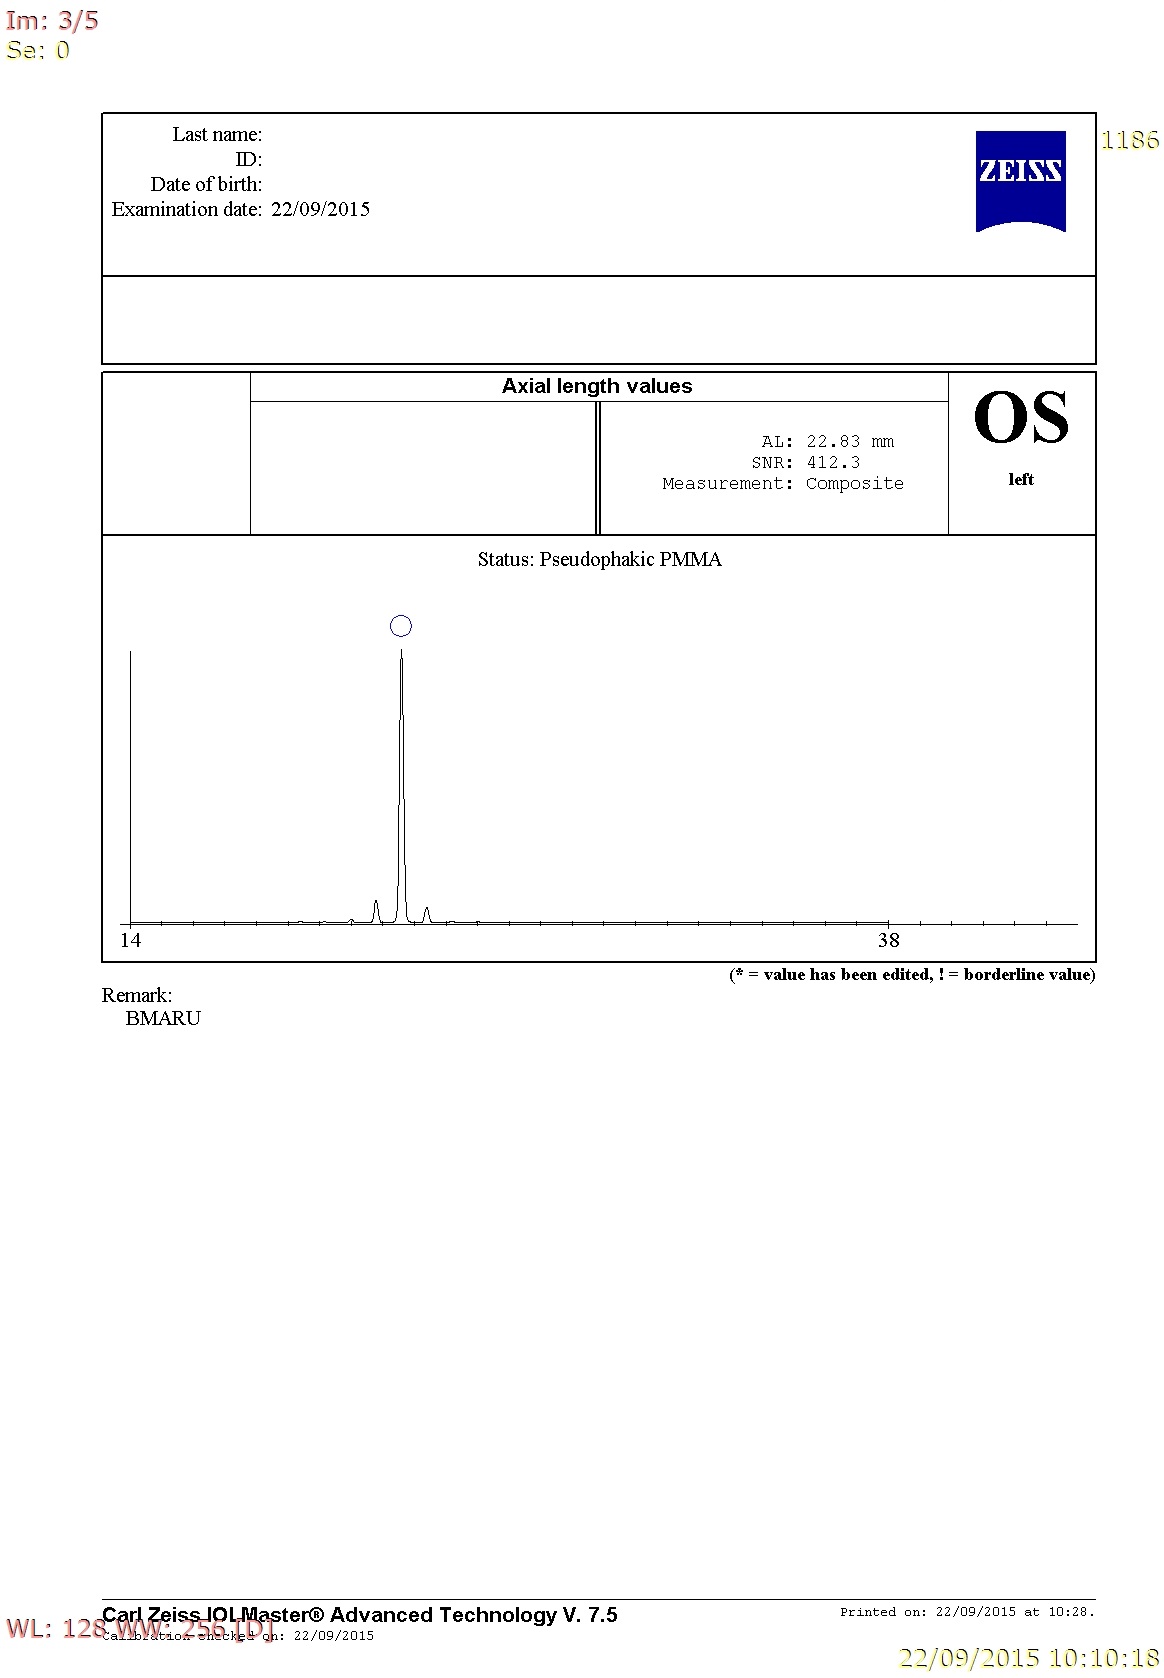 Im: 3/5
Se: 0
1186
Last name:
ID:
Date of birth:
Examination date: 22/09/2015
ZEISS
Axial length values
OS
left
AL: 22.83 mm
SNR: 412.3
Measurement: Composite
Status: Pseudophakic PMMA
14 38
(* = value has been edited, ! = borderline value)
Remark:
BMARU
Carl Zeiss IOLMaster® Advanced Technology V. 7.5
Printed on: 22/09/2015 at 10:28.
WL: 128 WW: 256 [D]
Calibration checked on: 22/09/2015
22/09/2015 10:10:18